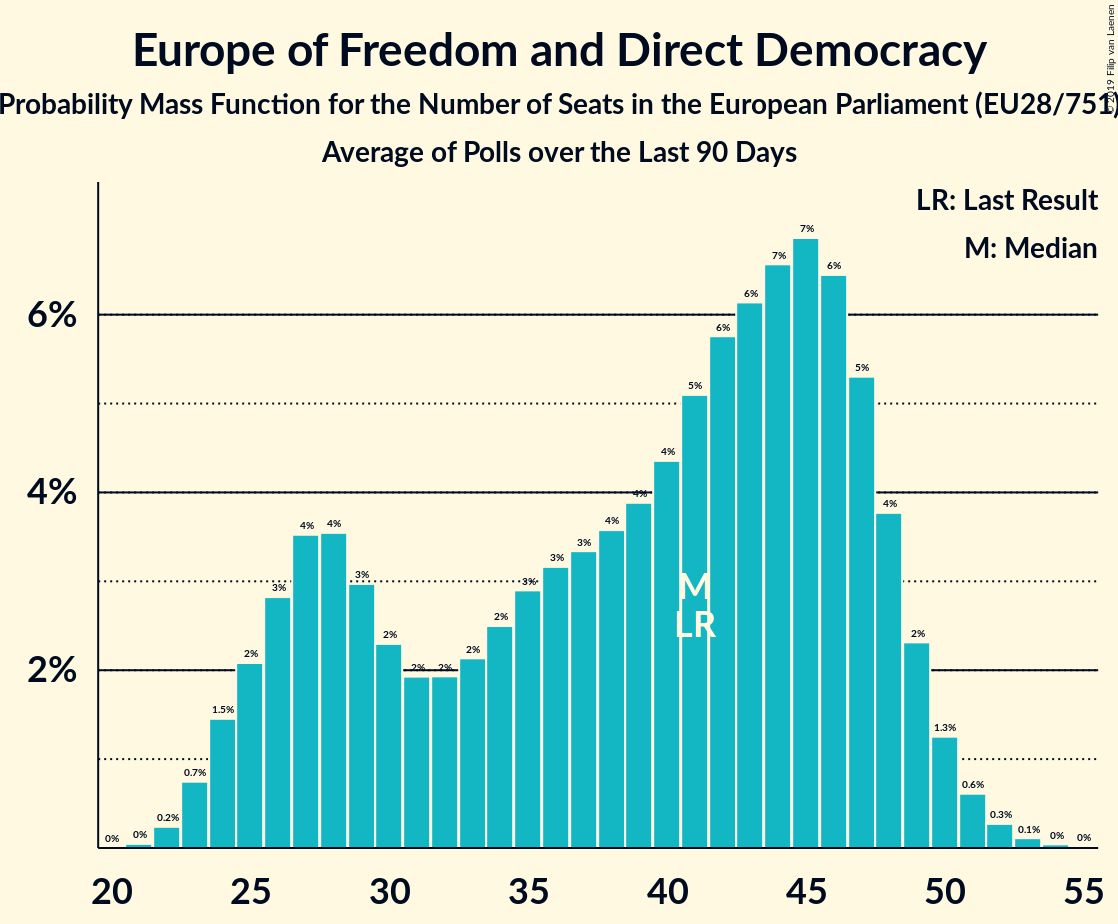 Europe of Freedom and Direct Democracy
Probability Mass Function for the Number of Seats in the European Parliament (EU28/751)
Average of Polls over the Last 90 Days
© 2019 Filip van Laenen
LR: Last Result
M: Median
6%
4%
2%
0% 0% 0.2% 0.7% 1.5% 2% 3% 4% 4% 3% 2% 2% 2% 2% 2% 3% 3% 3% 4% 4% 4% 5% 6% 6% 7% 7% 6% 5% 4% 2% 1.3% 0.6% 0.3% 0.1% 0% 0%
M
LR
20 25 30 35 40 45 50 55